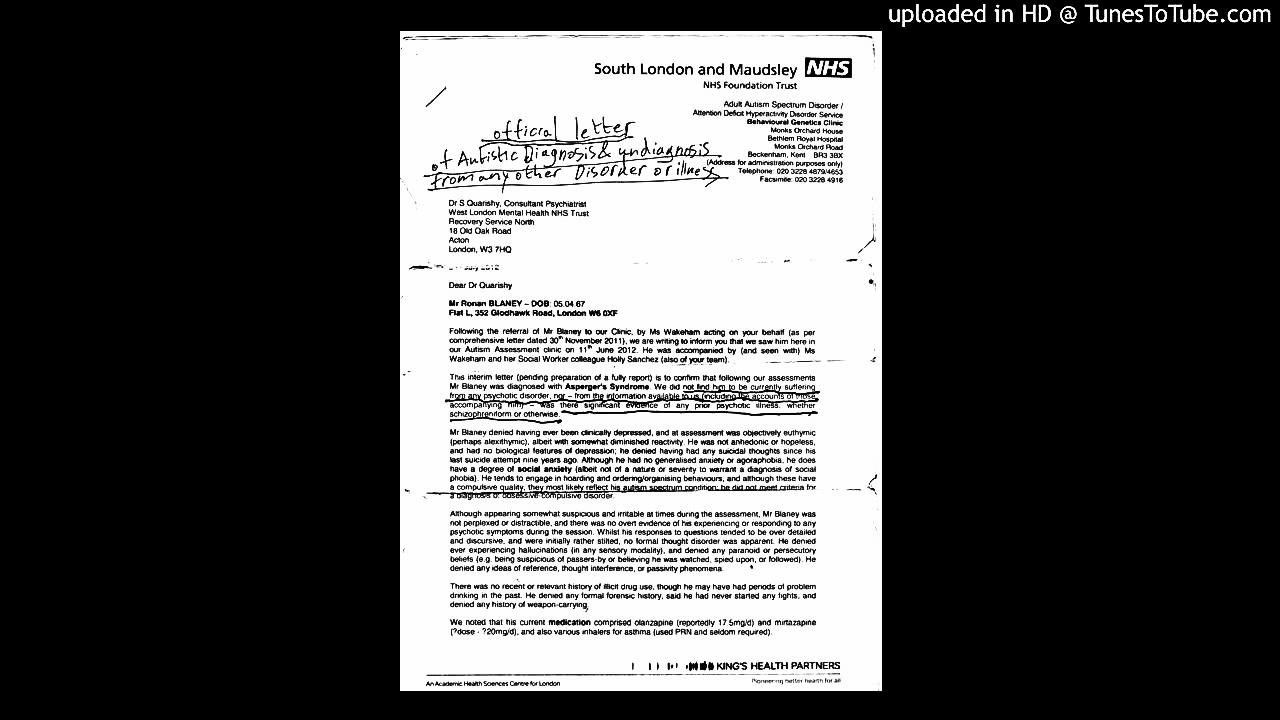 uploaded in HD @ TunesToTube.com
South London and Maudsley NHS
NHS Foundation Trust
Adult Autism Spectrum Disorder /
Attention Deficit Hyperactivity Disorder Service
Behavioural Genetics Clinic
Monks Orchard House
Bethlem Royal Hospital
Monks Orchard Road
Beckenham, Kent BR3 3BX
(Address for administration purposes only)
Telephone: 020 3228 4879/4653
Facsimile: 020 3228 4916
official letter
of Autistic Diagnosis & undiagnosis
from any other Disorder or illness
Dr S Quarishy, Consultant Psychiatrist
West London Mental Health NHS Trust
Recovery Service North
18 Old Oak Road
Acton
London, W3 7HQ
July 2012
Dear Dr Quarishy
Mr Ronan BLANEY – DOB: 05.04.67
Flat L, 352 Glodhawk Road, London W6 0XF
Following the referral of Mr Blaney to our Clinic, by Ms Wakeham acting on your behalf (as per
comprehensive letter dated 30th November 2011), we are writing to inform you that we saw him here in
our Autism Assessment clinic on 11th June 2012. He was accompanied by (and seen with) Ms
Wakeham and her Social Worker colleague Holly Sanchez (also of your team).
This interim letter (pending preparation of a fully report) is to confirm that following our assessments
Mr Blaney was diagnosed with Asperger's Syndrome. We did not find him to be currently suffering
from any psychotic disorder, nor – from the information available to us (including the accounts of those
accompanying him) – was there significant evidence of any prior psychotic illness, whether
schizophreniform or otherwise.
Mr Blaney denied having ever been clinically depressed, and at assessment was objectively euthymic
(perhaps alexithymic), albeit with somewhat diminished reactivity. He was not anhedonic or hopeless,
and had no biological features of depression; he denied having had any suicidal thoughts since his
last suicide attempt nine years ago. Although he had no generalised anxiety or agoraphobia, he does
have a degree of social anxiety (albeit not of a nature or severity to warrant a diagnosis of social
phobia). He tends to engage in hoarding and ordering/organising behaviours, and although these have
a compulsive quality, they most likely reflect his autism spectrum condition; he did not meet criteria for
a diagnosis of obsessive-compulsive disorder.
Although appearing somewhat suspicious and irritable at times during the assessment, Mr Blaney was
not perplexed or distractible, and there was no overt evidence of his experiencing or responding to any
psychotic symptoms during the session. Whilst his responses to questions tended to be over detailed
and discursive, and were initially rather stilted, no formal thought disorder was apparent. He denied
ever experiencing hallucinations (in any sensory modality), and denied any paranoid or persecutory
beliefs (e.g. being suspicious of passers-by or believing he was watched, spied upon, or followed). He
denied any ideas of reference, thought interference, or passivity phenomena.
There was no recent or relevant history of illicit drug use, though he may have had periods of problem
drinking in the past. He denied any formal forensic history, said he had never started any fights, and
denied any history of weapon-carrying.
We noted that his current medication comprised olanzapine (reportedly 17.5mg/d) and mirtazapine
(?dose - ?20mg/d), and also various inhalers for asthma (used PRN and seldom required).
KING'S HEALTH PARTNERS
An Academic Health Sciences Centre for London
Pioneering better health for all